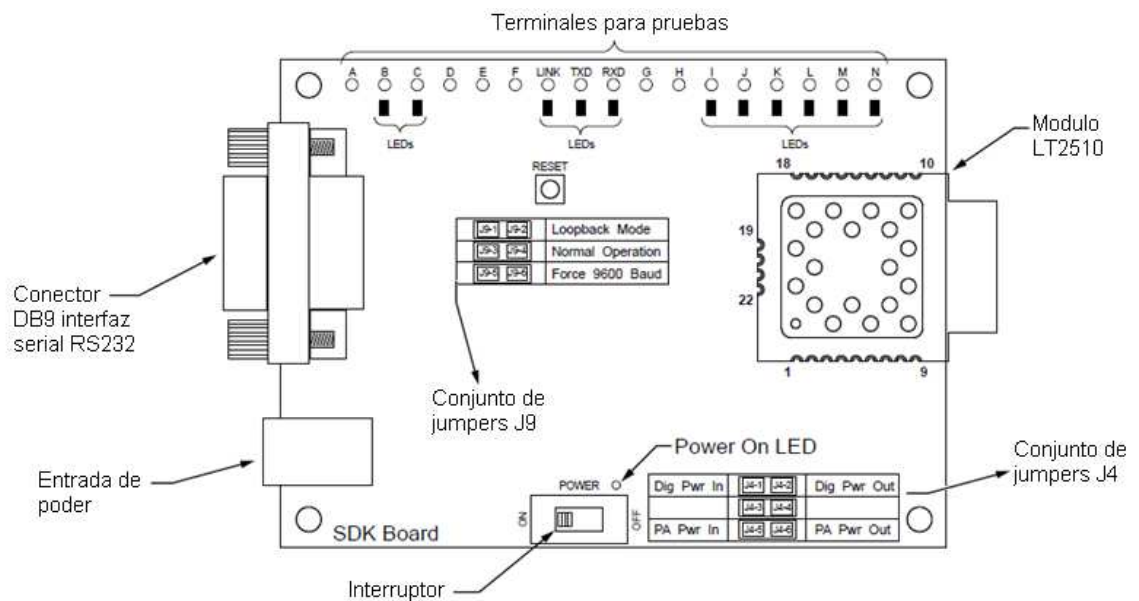 Terminales para pruebas
A B C D E F LINK TXD RXD G H I J K L M N
LEDs LEDs LEDs
Modulo
LT2510
18 10
RESET
J9-1 J9-2 Loopback Mode
J9-3 J9-4 Normal Operation
J9-5 J9-6 Force 9600 Baud
19
22
1 9
Conector
DB9 interfaz
serial RS232
Conjunto de
jumpers J9
Power On LED
Conjunto de
jumpers J4
Entrada de
poder
POWER
ON
OFF
Dig Pwr In J4-1 J4-2 Dig Pwr Out
J4-3 J4-4
PA Pwr In J4-5 J4-6 PA Pwr Out
SDK Board
Interruptor